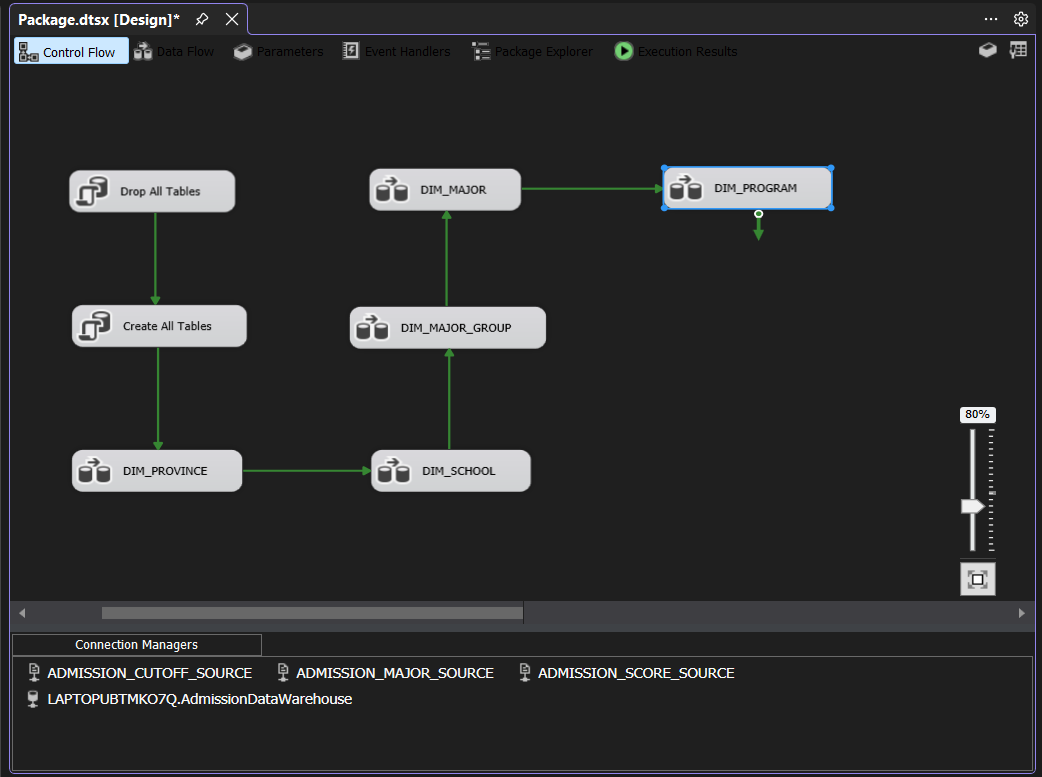 Package.dtsx [Design]*
Control Flow Data Flow Parameters Event Handlers Package Explorer Execution Results
Drop All Tables DIM_MAJOR DIM_PROGRAM
Create All Tables DIM_MAJOR_GROUP
80%
DIM_PROVINCE DIM_SCHOOL
Connection Managers
ADMISSION_CUTOFF_SOURCE ADMISSION_MAJOR_SOURCE ADMISSION_SCORE_SOURCE
LAPTOPUBTMKO7Q.AdmissionDataWarehouse